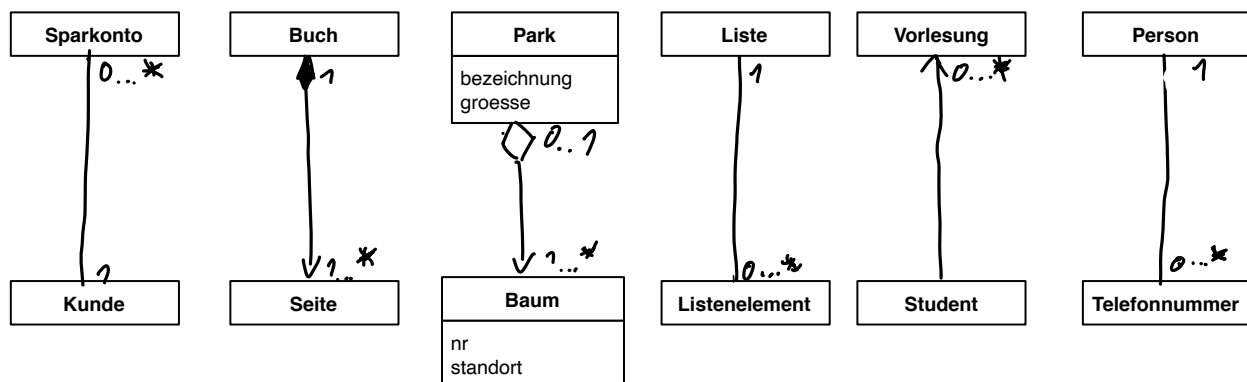 Sparkonto
Buch
Park
Liste
Vorlesung
Person
bezeichnung
groesse
0...*
1
0..1
1
0...*
1
1
1...*
1...*
0...*
0...*
Kunde
Seite
Baum
Listenelement
Student
Telefonnummer
nr
standort